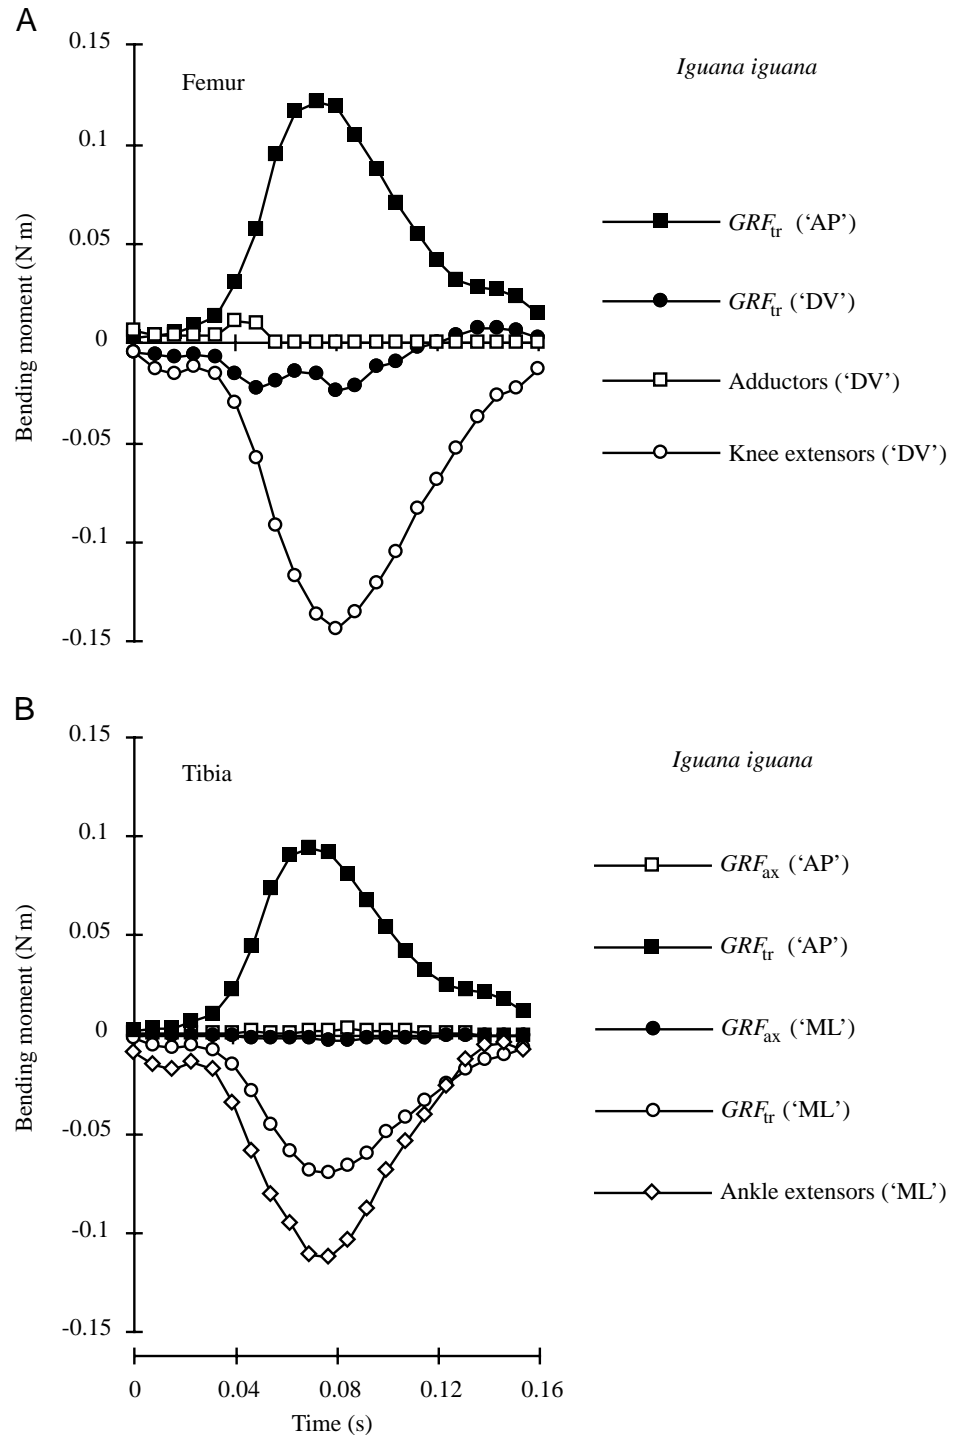 A
0.15
Femur
Iguana iguana
0.1
GRFtr (‘AP’)
0.05
GRFtr (‘DV’)
0
Adductors (‘DV’)
-0.05
Knee extensors (‘DV’)
-0.1
-0.15
Bending moment (N m)
B
0.15
Tibia
Iguana iguana
0.1
GRFax (‘AP’)
0.05
GRFtr (‘AP’)
0
GRFax (‘ML’)
-0.05
GRFtr (‘ML’)
Ankle extensors (‘ML’)
-0.1
-0.15
Bending moment (N m)
0 0.04 0.08 0.12 0.16
Time (s)